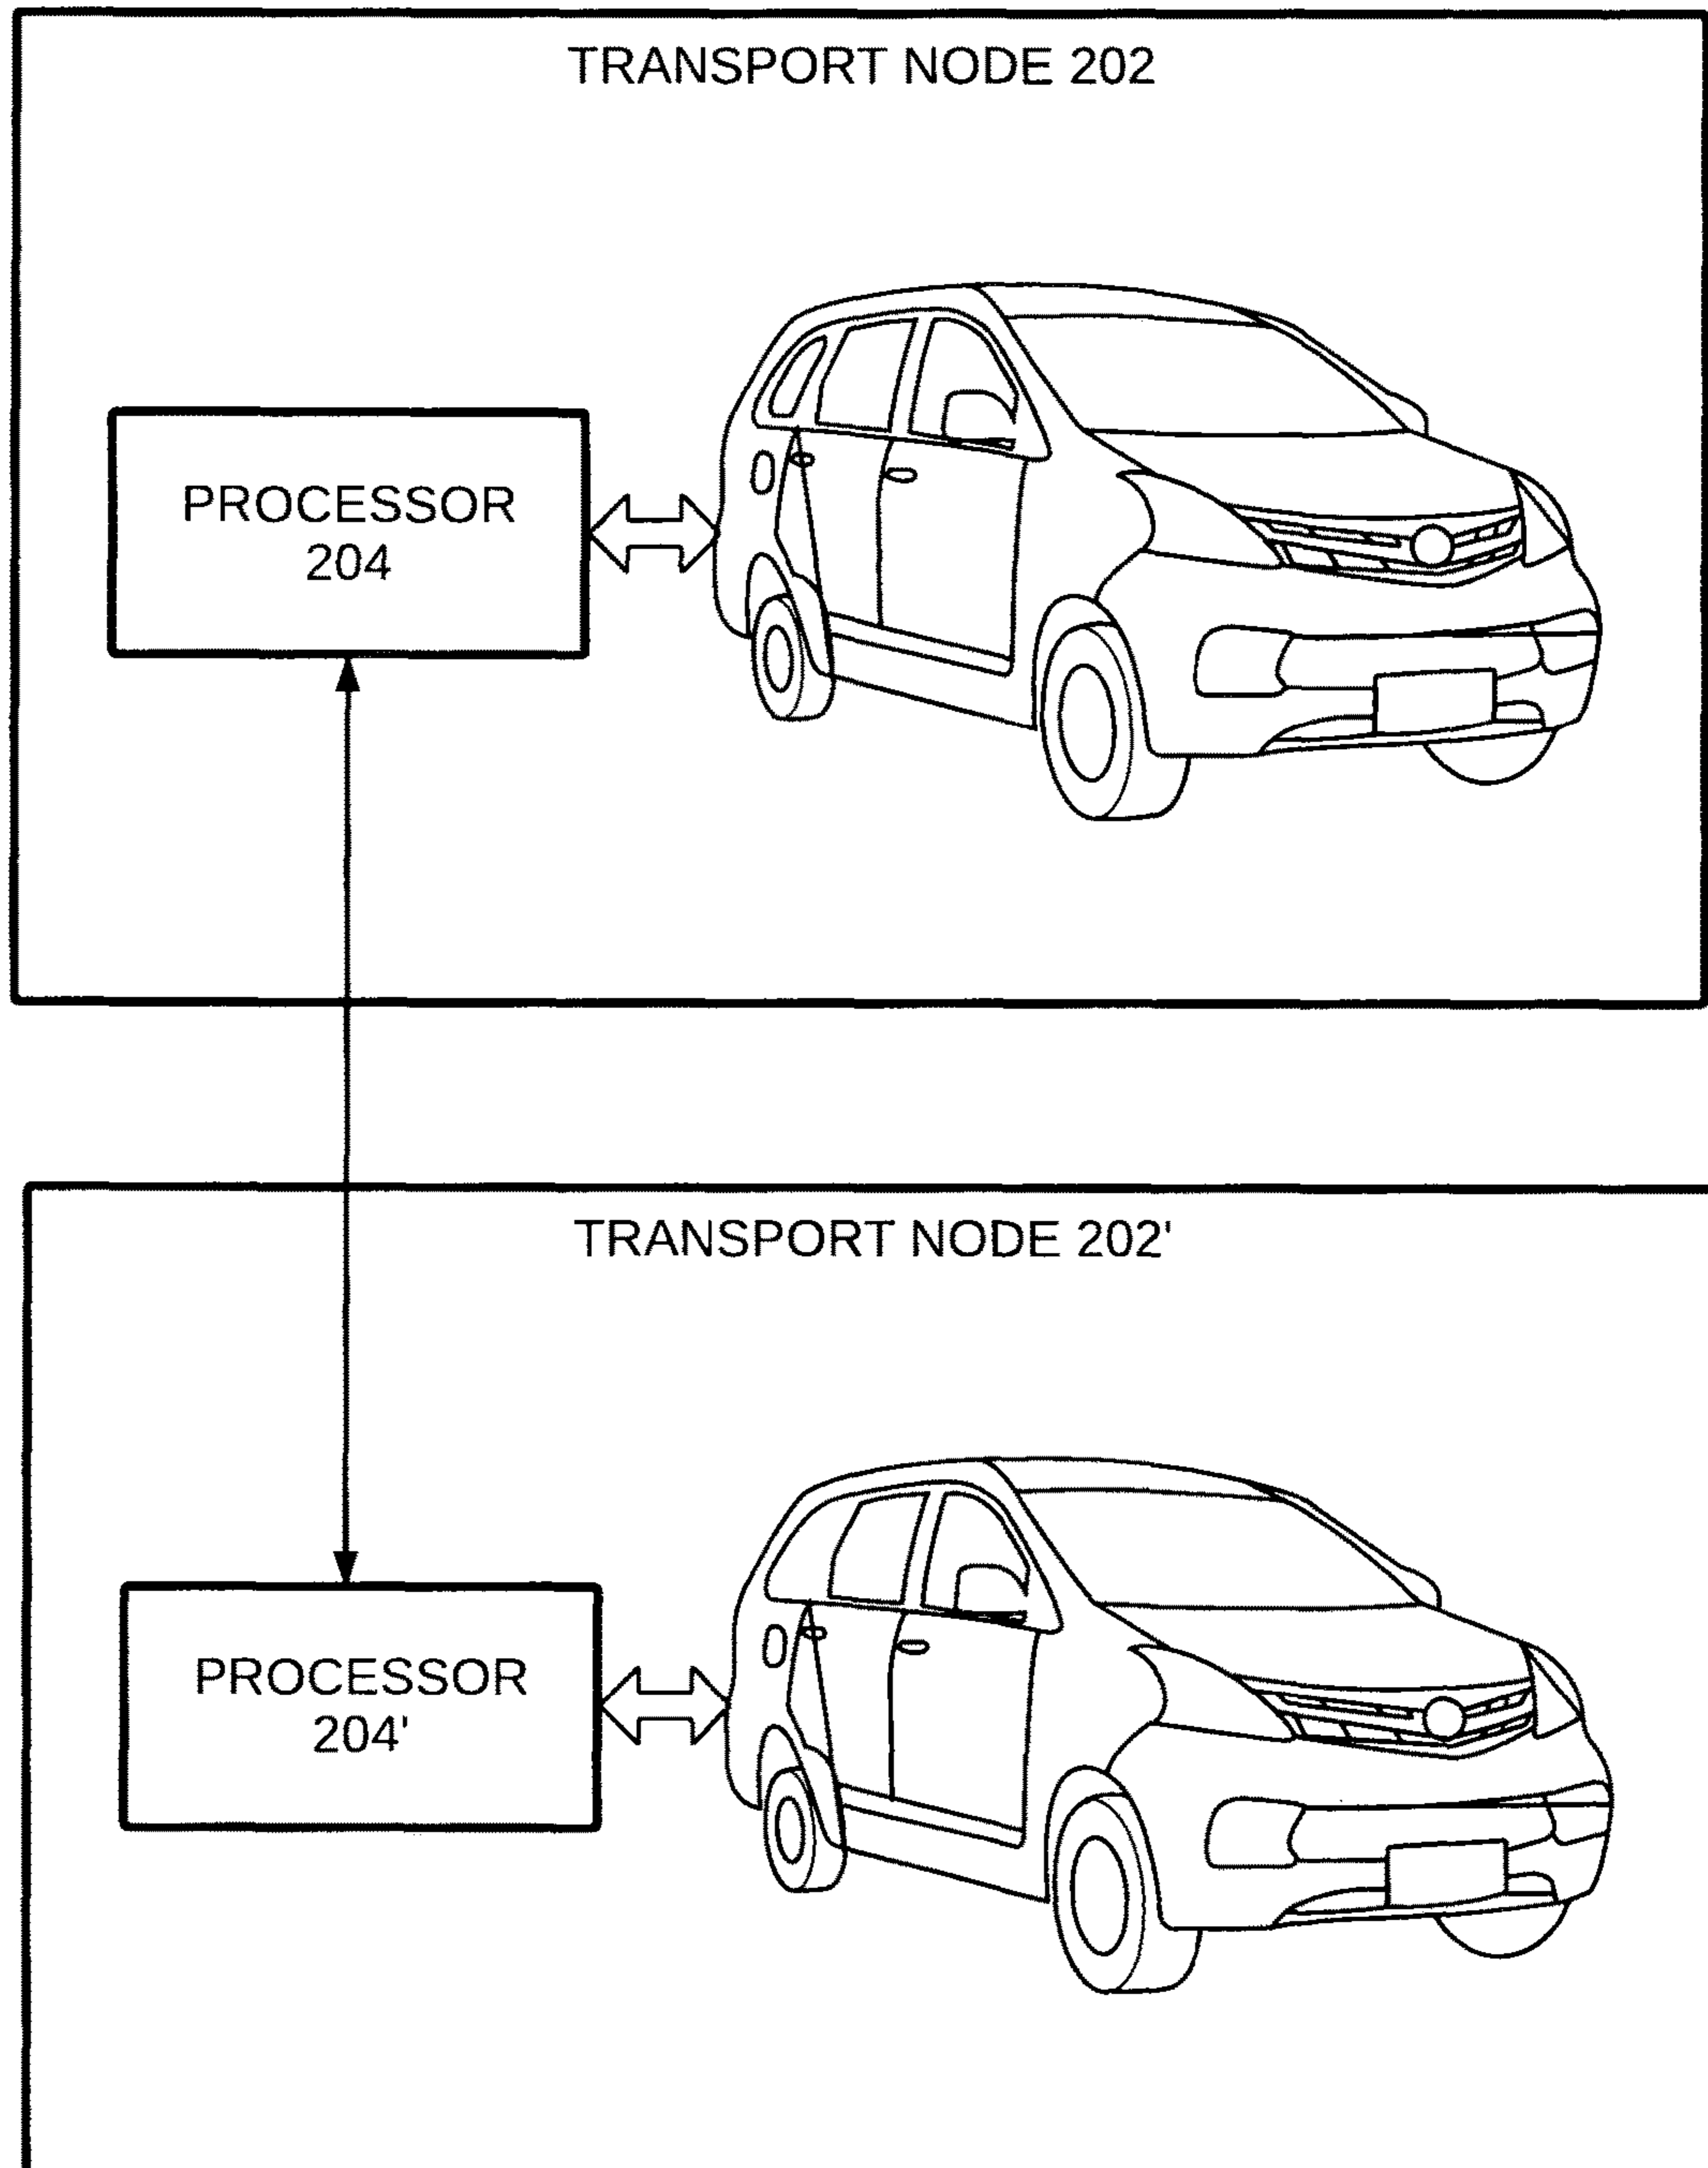 TRANSPORT NODE 202
PROCESSOR
204
TRANSPORT NODE 202'
PROCESSOR
204'